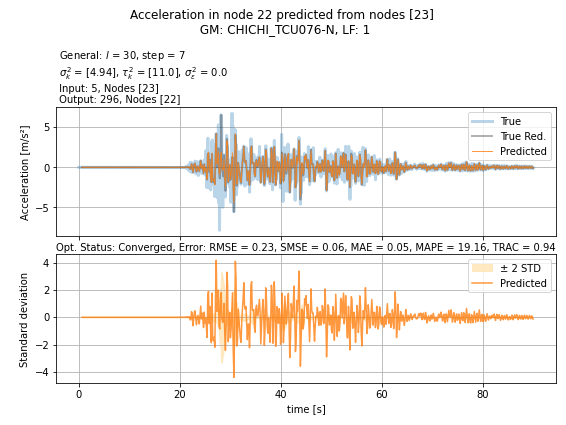 Acceleration in node 22 predicted from nodes [23]
GM: CHICHI_TCU076-N, LF: 1
General: l = 30, step = 7
σ²ₖ = [4.94], τ²ₖ = [11.0], σ²ε = 0.0
Input: 5, Nodes [23]
Output: 296, Nodes [22]
Acceleration [m/s²]
5
0
−5
True
True Red.
Predicted
Opt. Status: Converged, Error: RMSE = 0.23, SMSE = 0.06, MAE = 0.05, MAPE = 19.16, TRAC = 0.94
Standard deviation
4
2
0
−2
−4
± 2 STD
Predicted
0 20 40 60 80
time [s]